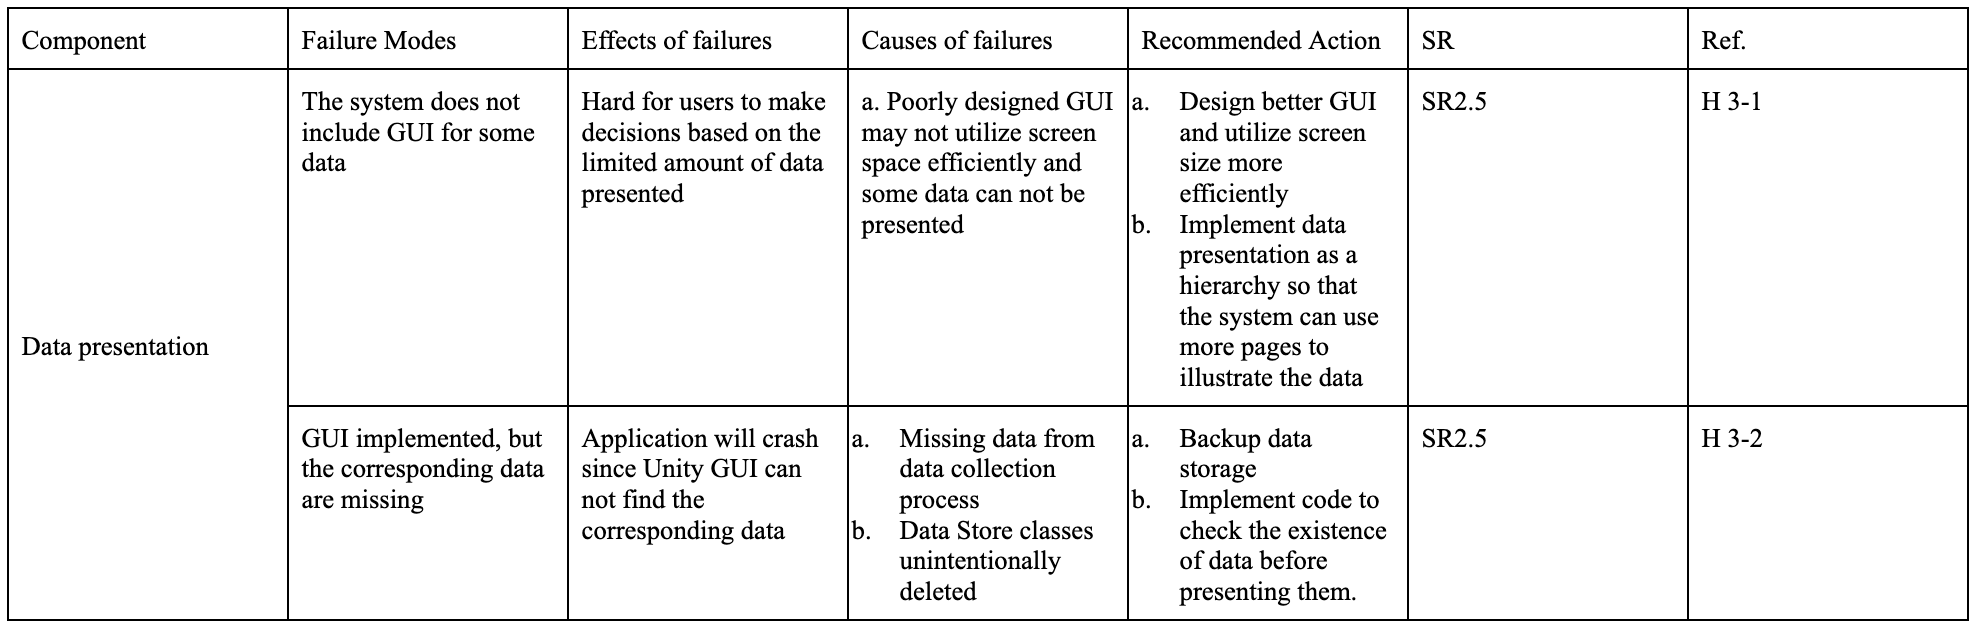 Component
Failure Modes
Effects of failures
Causes of failures
Recommended Action
SR
Ref.
Data presentation
The system does not
include GUI for some
data
Hard for users to make
decisions based on the
limited amount of data
presented
a. Poorly designed GUI
may not utilize screen
space efficiently and
some data can not be
presented
a. Design better GUI
and utilize screen
size more
efficiently
b. Implement data
presentation as a
hierarchy so that
the system can use
more pages to
illustrate the data
SR2.5
H 3-1
GUI implemented, but
the corresponding data
are missing
Application will crash
since Unity GUI can
not find the
corresponding data
a. Missing data from
data collection
process
b. Data Store classes
unintentionally
deleted
a. Backup data
storage
b. Implement code to
check the existence
of data before
presenting them.
SR2.5
H 3-2